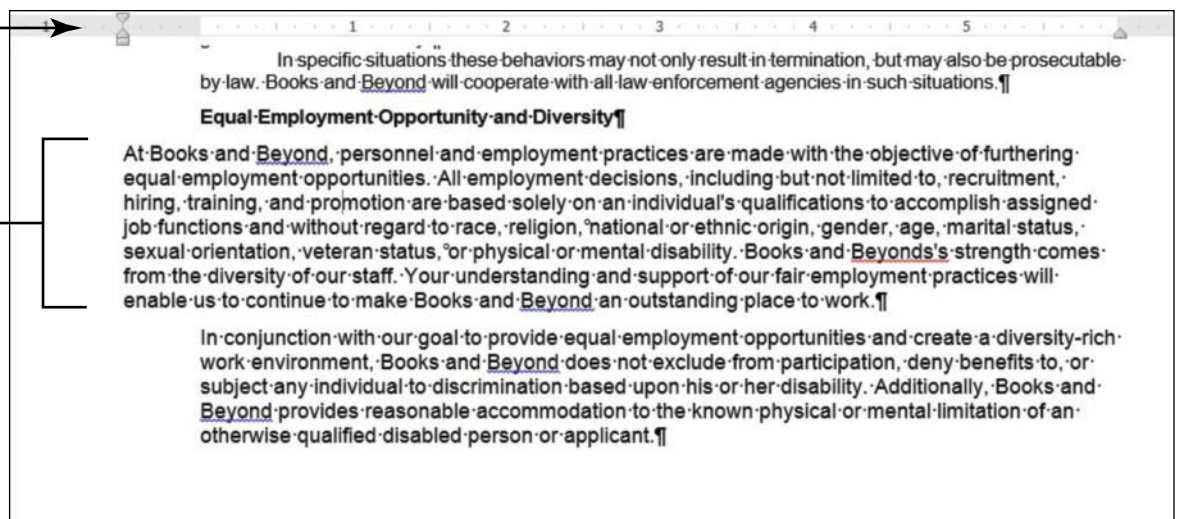 1 1 2 3 4 5
In specific situations these behaviors may not only result in termination, but may also be prosecutable
by law. Books and Beyond will cooperate with all law enforcement agencies in such situations.¶
Equal Employment Opportunity and Diversity¶
At Books and Beyond, personnel and employment practices are made with the objective of furthering
equal employment opportunities. All employment decisions, including but not limited to, recruitment,
hiring, training, and promotion are based solely on an individual's qualifications to accomplish assigned
job functions and without regard to race, religion, national or ethnic origin, gender, age, marital status,
sexual orientation, veteran status, or physical or mental disability. Books and Beyonds's strength comes
from the diversity of our staff. Your understanding and support of our fair employment practices will
enable us to continue to make Books and Beyond an outstanding place to work.¶
In conjunction with our goal to provide equal employment opportunities and create a diversity-rich
work environment, Books and Beyond does not exclude from participation, deny benefits to, or
subject any individual to discrimination based upon his or her disability. Additionally, Books and
Beyond provides reasonable accommodation to the known physical or mental limitation of an
otherwise qualified disabled person or applicant.¶